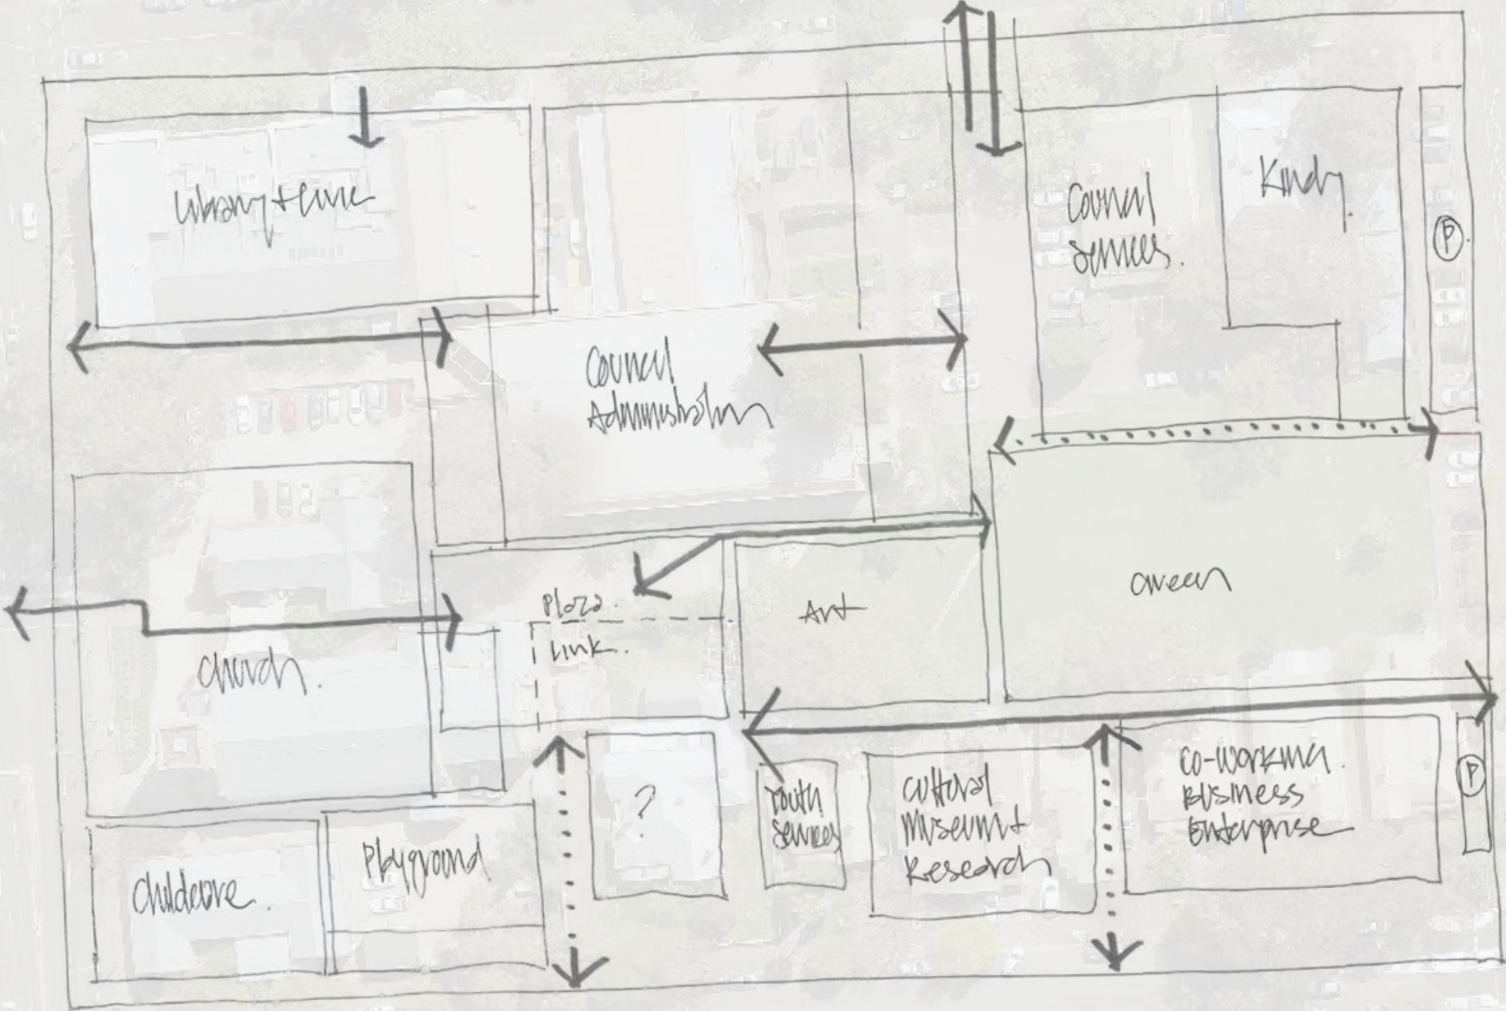 Library + Civic
Council
Services.
Kindy.
P
Council
Administration
Green
Plaza.
Link.
Art
Church.
?
Youth
Services
Cultural
Museum +
Research
Co-working.
Business
Enterprise
P
Childcare.
Playground